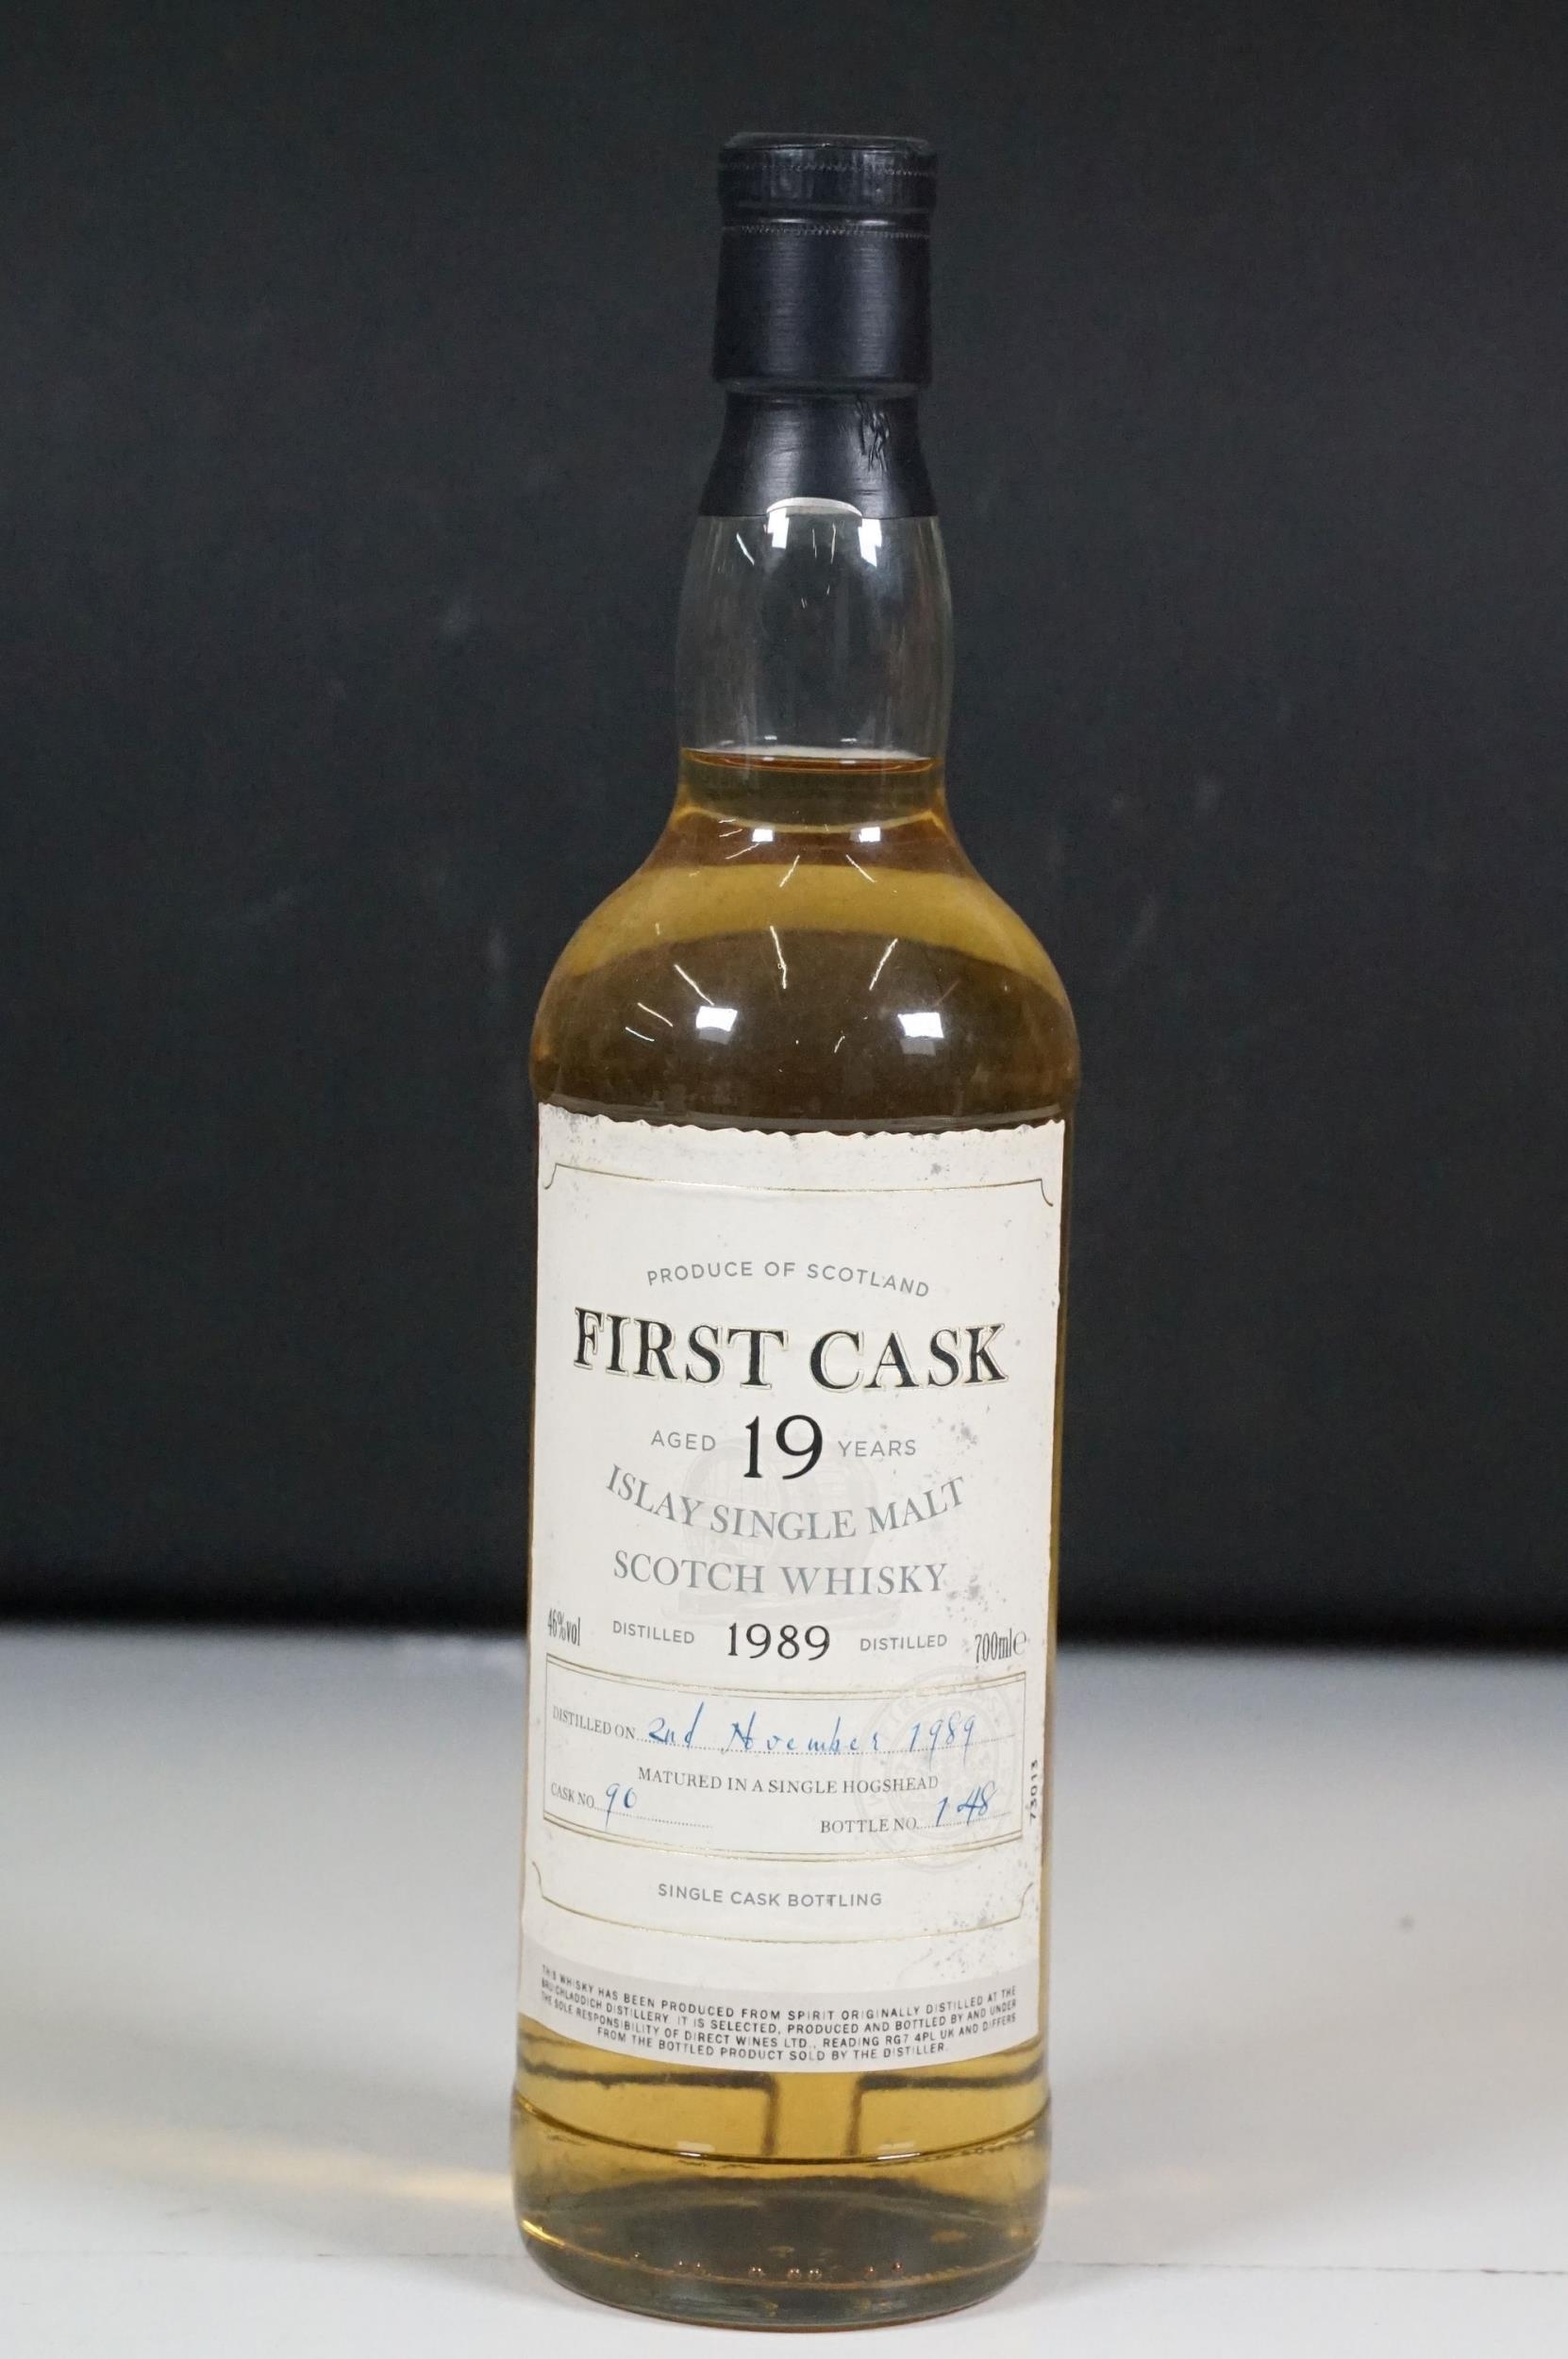 PRODUCE OF SCOTLAND
FIRST CASK
AGED 19 YEARS
ISLAY SINGLE MALT
SCOTCH WHISKY
46%vol DISTILLED 1989 DISTILLED 700ml℮
DISTILLED ON 2nd November 1989
MATURED IN A SINGLE HOGSHEAD
CASK NO. 90 BOTTLE NO. 148
73013
SINGLE CASK BOTTLING
THIS WHISKY HAS BEEN PRODUCED FROM SPIRIT ORIGINALLY DISTILLED AT THE
BRUICHLADDICH DISTILLERY. IT IS SELECTED, PRODUCED AND BOTTLED BY AND UNDER
THE SOLE RESPONSIBILITY OF DIRECT WINES LTD., READING RG7 4PL UK AND DIFFERS
FROM THE BOTTLED PRODUCT SOLD BY THE DISTILLER.